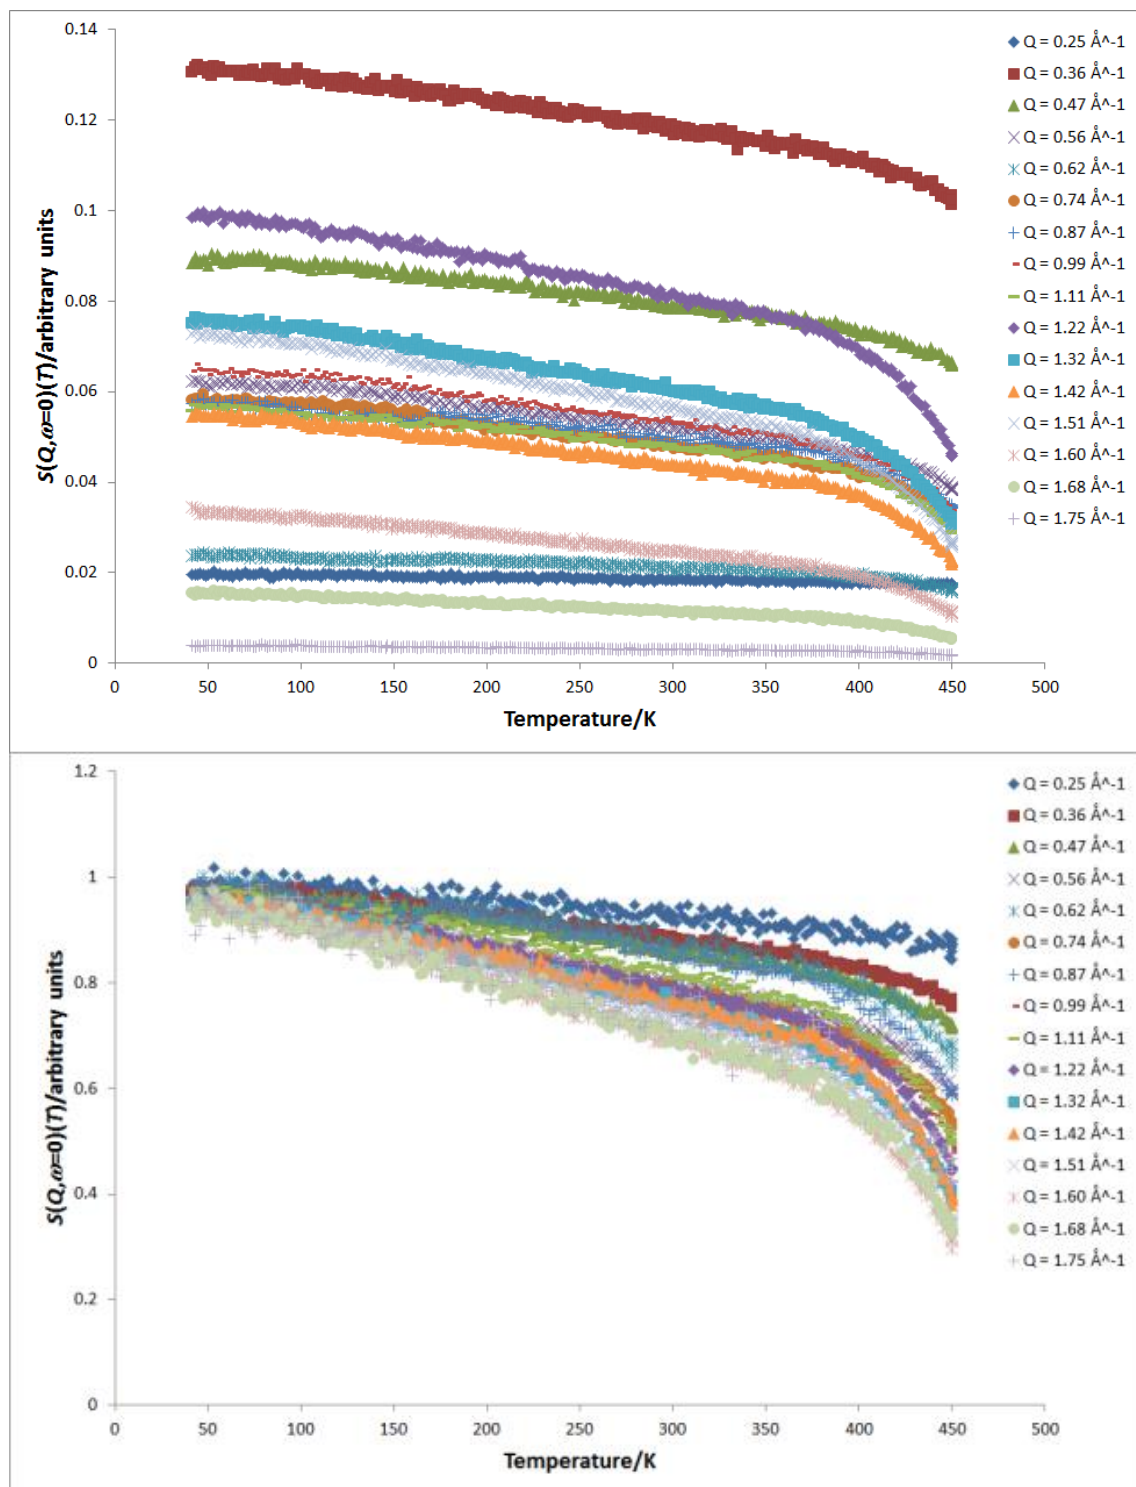 0.14
0.12
0.1
0.08
0.06
0.04
0.02
0
S(Q,ω=0)(T)/arbitrary units
0 50 100 150 200 250 300 350 400 450 500
Temperature/K
Q = 0.25 Å^-1
Q = 0.36 Å^-1
Q = 0.47 Å^-1
Q = 0.56 Å^-1
Q = 0.62 Å^-1
Q = 0.74 Å^-1
Q = 0.87 Å^-1
Q = 0.99 Å^-1
Q = 1.11 Å^-1
Q = 1.22 Å^-1
Q = 1.32 Å^-1
Q = 1.42 Å^-1
Q = 1.51 Å^-1
Q = 1.60 Å^-1
Q = 1.68 Å^-1
Q = 1.75 Å^-1
1.2
1
0.8
0.6
0.4
0.2
0
S(Q,ω=0)(T)/arbitrary units
0 50 100 150 200 250 300 350 400 450 500
Temperature/K
Q = 0.25 Å^-1
Q = 0.36 Å^-1
Q = 0.47 Å^-1
Q = 0.56 Å^-1
Q = 0.62 Å^-1
Q = 0.74 Å^-1
Q = 0.87 Å^-1
Q = 0.99 Å^-1
Q = 1.11 Å^-1
Q = 1.22 Å^-1
Q = 1.32 Å^-1
Q = 1.42 Å^-1
Q = 1.51 Å^-1
Q = 1.60 Å^-1
Q = 1.68 Å^-1
Q = 1.75 Å^-1